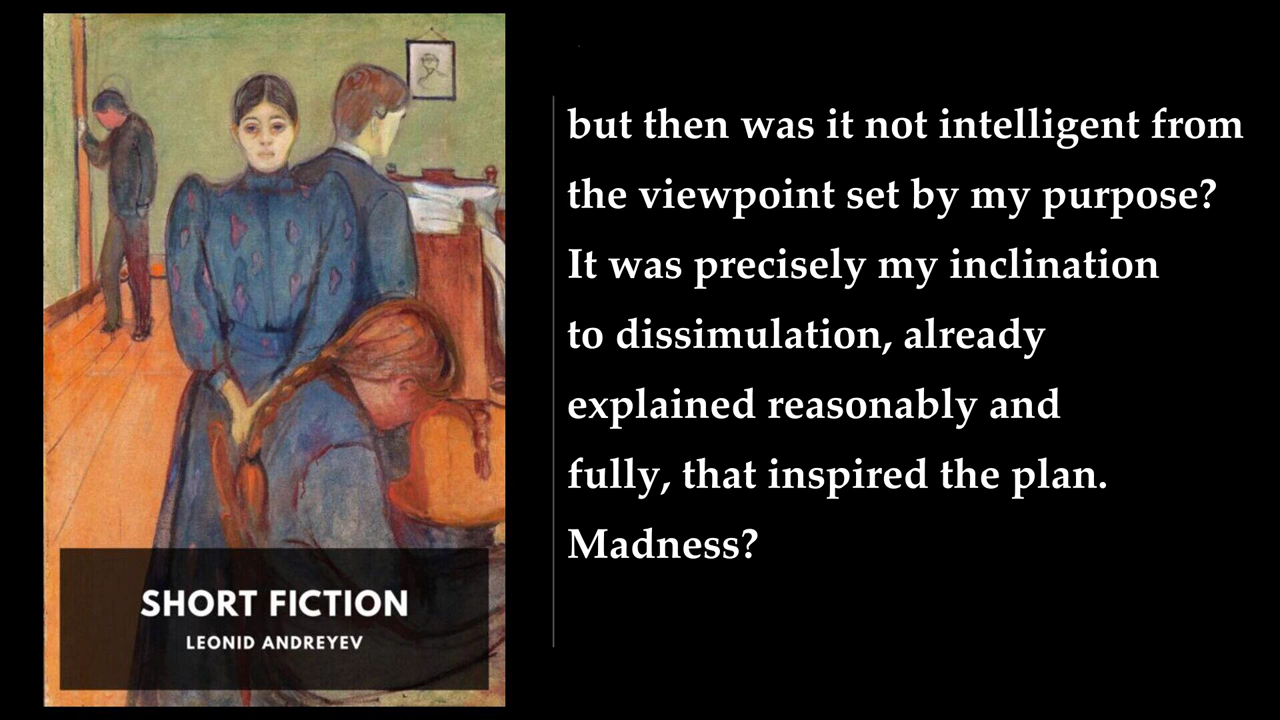 SHORT FICTION
LEONID ANDREYEV
but then was it not intelligent from
the viewpoint set by my purpose?
It was precisely my inclination
to dissimulation, already
explained reasonably and
fully, that inspired the plan.
Madness?